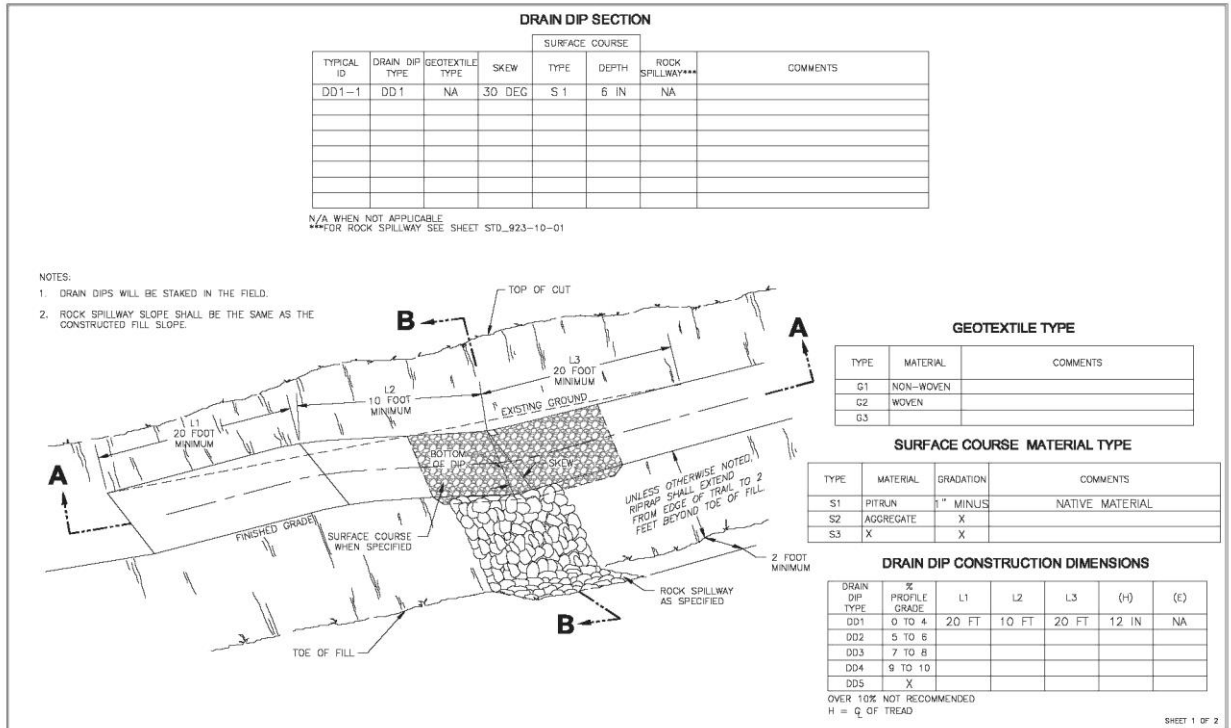 DRAIN DIP SECTION
SURFACE COURSE
TYPICAL ID DRAIN DIP TYPE GEOTEXTILE TYPE SKEW TYPE DEPTH ROCK SPILLWAY*** COMMENTS
DD1-1 DD1 NA 30 DEG S1 6 IN NA
N/A WHEN NOT APPLICABLE
***FOR ROCK SPILLWAY SEE SHEET STD_923-10-01
NOTES:
1. DRAIN DIPS WILL BE STAKED IN THE FIELD.
2. ROCK SPILLWAY SLOPE SHALL BE THE SAME AS THE
CONSTRUCTED FILL SLOPE.
TOP OF CUT
B
A
L3
20 FOOT
MINIMUM
L2
10 FOOT
MINIMUM
L1
20 FOOT
MINIMUM
EXISTING GROUND
BOTTOM
OF DIP
SKEW
A
FINISHED GRADE
SURFACE COURSE
WHEN SPECIFIED
UNLESS OTHERWISE NOTED,
RIPRAP SHALL EXTEND
FROM EDGE OF TRAIL TO 2
FEET BEYOND TOE OF FILL.
2 FOOT
MINIMUM
ROCK SPILLWAY
AS SPECIFIED
B
TOE OF FILL
GEOTEXTILE TYPE
TYPE MATERIAL COMMENTS
G1 NON-WOVEN
G2 WOVEN
G3
SURFACE COURSE MATERIAL TYPE
TYPE MATERIAL GRADATION COMMENTS
S1 PITRUN 1" MINUS NATIVE MATERIAL
S2 AGGREGATE X
S3 X X
DRAIN DIP CONSTRUCTION DIMENSIONS
DRAIN DIP TYPE % PROFILE GRADE L1 L2 L3 (H) (E)
DD1 0 TO 4 20 FT 10 FT 20 FT 12 IN NA
DD2 5 TO 6
DD3 7 TO 8
DD4 9 TO 10
DD5 X
OVER 10% NOT RECOMMENDED
H = ℄ OF TREAD
SHEET 1 OF 2